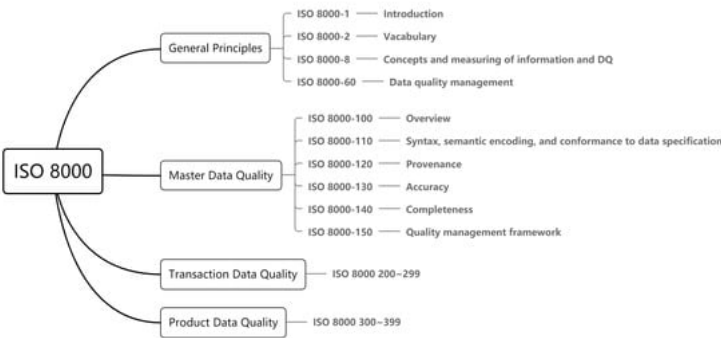 ISO 8000
General Principles
ISO 8000-1 Introduction
ISO 8000-2 Vacabulary
ISO 8000-8 Concepts and measuring of information and DQ
ISO 8000-60 Data quality management
Master Data Quality
ISO 8000-100 Overview
ISO 8000-110 Syntax, semantic encoding, and conformance to data specification
ISO 8000-120 Provenance
ISO 8000-130 Accuracy
ISO 8000-140 Completeness
ISO 8000-150 Quality management framework
Transaction Data Quality
ISO 8000 200–299
Product Data Quality
ISO 8000 300–399